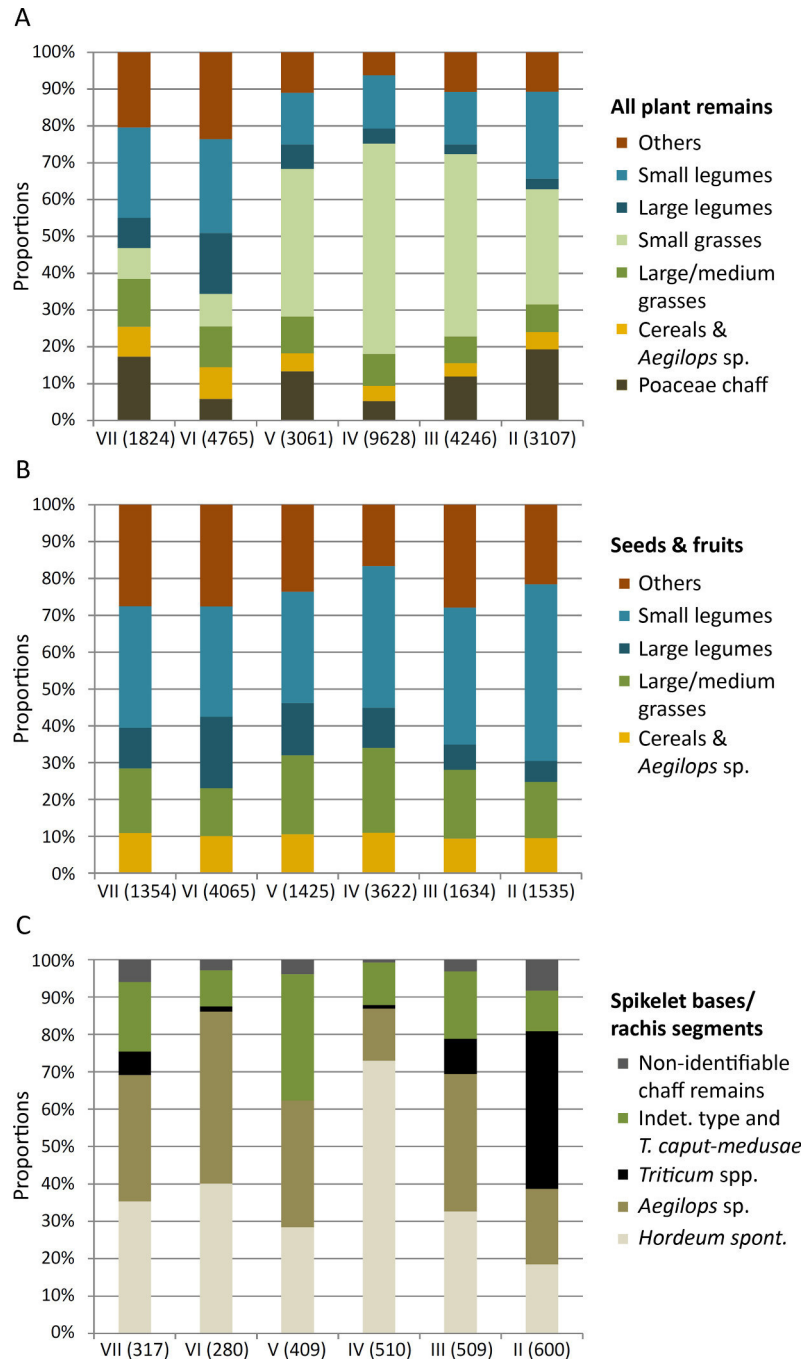 A
100%
90%
80%
70%
60%
50%
40%
30%
20%
10%
0%
Proportions
VII (1824) VI (4765) V (3061) IV (9628) III (4246) II (3107)
All plant remains
Others
Small legumes
Large legumes
Small grasses
Large/medium
grasses
Cereals &
Aegilops sp.
Poaceae chaff
B
100%
90%
80%
70%
60%
50%
40%
30%
20%
10%
0%
Proportions
VII (1354) VI (4065) V (1425) IV (3622) III (1634) II (1535)
Seeds & fruits
Others
Small legumes
Large legumes
Large/medium
grasses
Cereals &
Aegilops sp.
C
100%
90%
80%
70%
60%
50%
40%
30%
20%
10%
0%
Proportions
VII (317) VI (280) V (409) IV (510) III (509) II (600)
Spikelet bases/
rachis segments
Non-identifiable
chaff remains
Indet. type and
T. caput-medusae
Triticum spp.
Aegilops sp.
Hordeum spont.